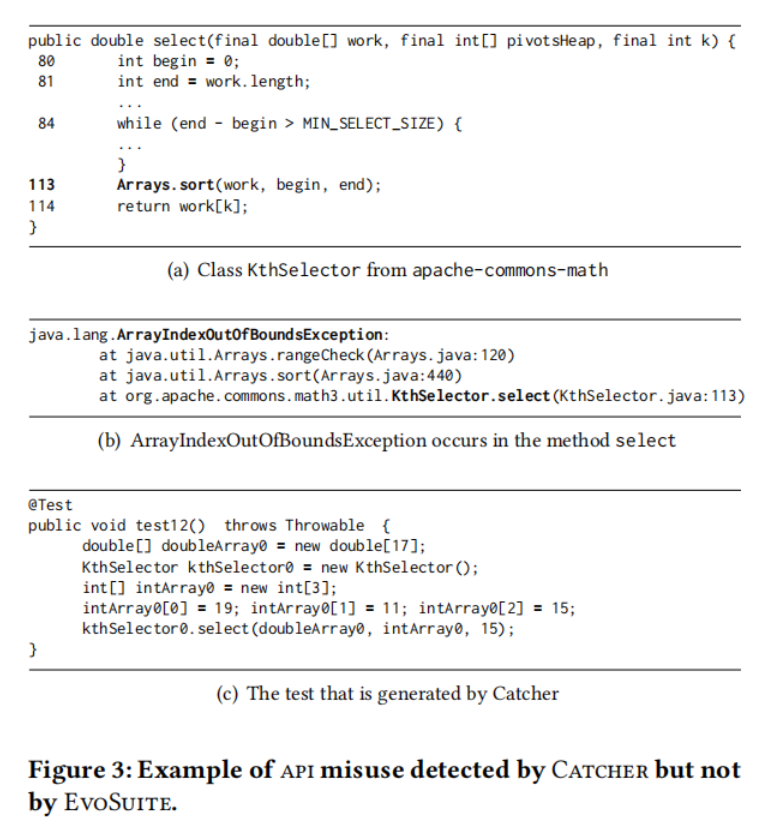 public double select(final double[] work, final int[] pivotsHeap, final int k) {
80 int begin = 0;
81 int end = work.length;
...
84 while (end - begin > MIN_SELECT_SIZE) {
...
}
113 Arrays.sort(work, begin, end);
114 return work[k];
}
(a) Class KthSelector from apache-commons-math
java.lang.ArrayIndexOutOfBoundsException:
at java.util.Arrays.rangeCheck(Arrays.java:120)
at java.util.Arrays.sort(Arrays.java:440)
at org.apache.commons.math3.util.KthSelector.select(KthSelector.java:113)
(b) ArrayIndexOutOfBoundsException occurs in the method select
@Test
public void test12() throws Throwable {
double[] doubleArray0 = new double[17];
KthSelector kthSelector0 = new KthSelector();
int[] intArray0 = new int[3];
intArray0[0] = 19; intArray0[1] = 11; intArray0[2] = 15;
kthSelector0.select(doubleArray0, intArray0, 15);
}
(c) The test that is generated by Catcher
Figure 3: Example of API misuse detected by CATCHER but not
by EVOSUITE.